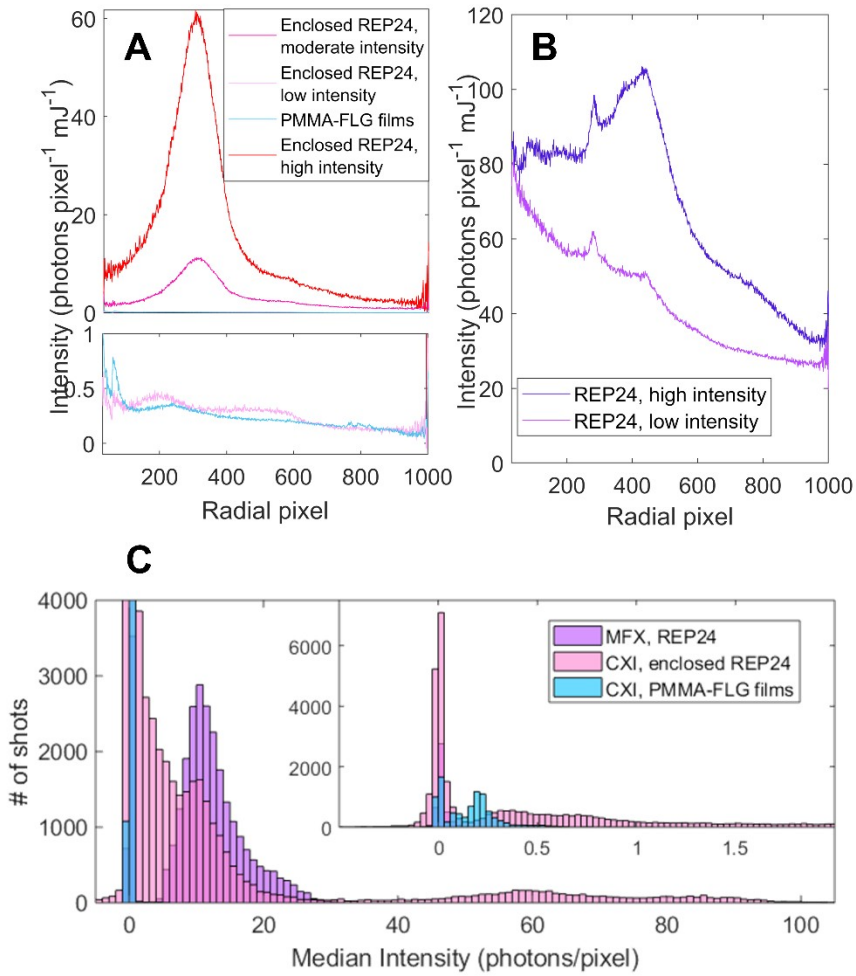 A
Enclosed REP24,
moderate intensity
Enclosed REP24,
low intensity
PMMA-FLG films
Enclosed REP24,
high intensity
60
40
20
0
1
0.5
0
Intensity (photons pixel-1 mJ-1)
200 400 600 800 1000
Radial pixel
B
120
100
80
60
40
20
0
Intensity (photons pixel-1 mJ-1)
REP24, high intensity
REP24, low intensity
200 400 600 800 1000
Radial pixel
C
4000
3000
2000
1000
0
# of shots
0 20 40 60 80 100
Median Intensity (photons/pixel)
6000
4000
2000
0
0 0.5 1 1.5
MFX, REP24
CXI, enclosed REP24
CXI, PMMA-FLG films